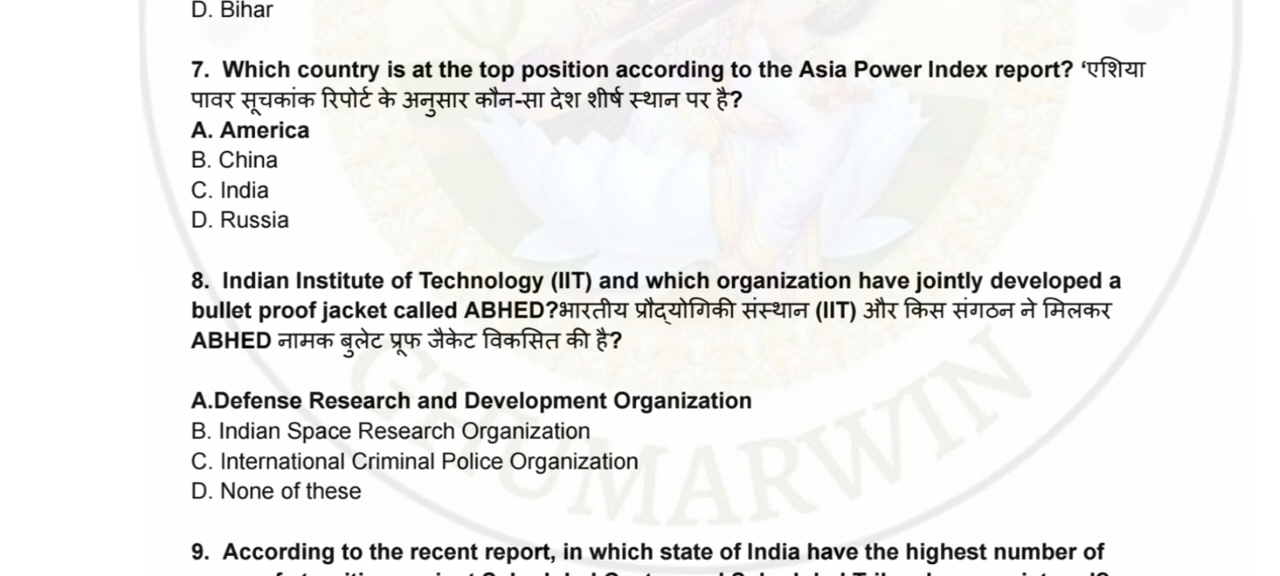 D. Bihar
7. Which country is at the top position according to the Asia Power Index report? ‘एशिया
पावर सूचकांक रिपोर्ट के अनुसार कौन-सा देश शीर्ष स्थान पर है?
A. America
B. China
C. India
D. Russia
8. Indian Institute of Technology (IIT) and which organization have jointly developed a
bullet proof jacket called ABHED?भारतीय प्रौद्योगिकी संस्थान (IIT) और किस संगठन ने मिलकर
ABHED नामक बुलेट प्रूफ जैकेट विकसित की है?
A.Defense Research and Development Organization
B. Indian Space Research Organization
C. International Criminal Police Organization
D. None of these
GHUMARWIN
9. According to the recent report, in which state of India have the highest number of